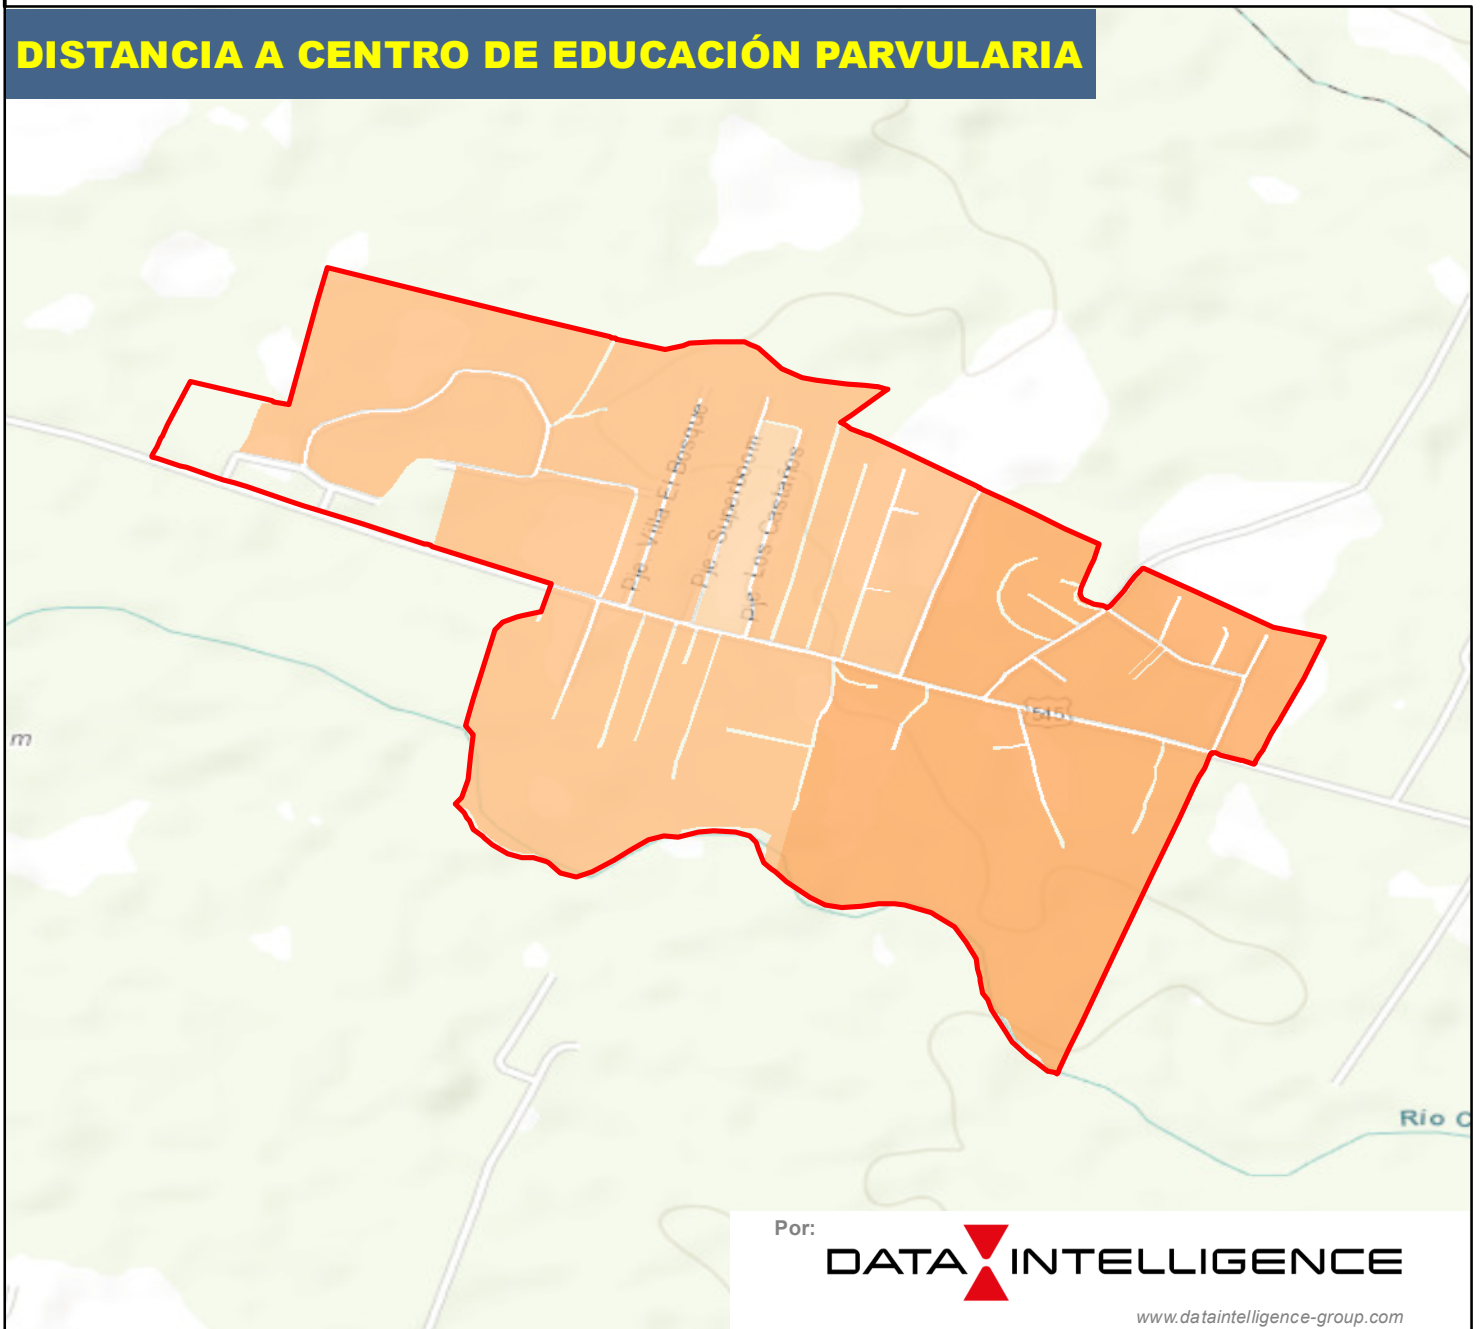 DISTANCIA A CENTRO DE EDUCACIÓN PARVULARIA
Pje Villa El Bosque
Pje Los Castaños
545
m
Río C
Por:
DATA INTELLIGENCE
www.dataintelligence-group.com